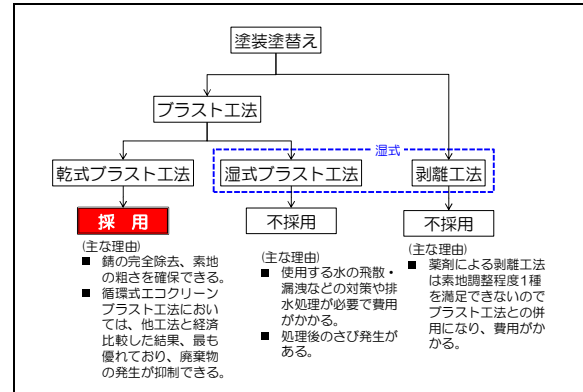 塗装塗替え
ブラスト工法
湿式
乾式ブラスト工法
湿式ブラスト工法
剥離工法
採 用
不採用
不採用
(主な理由)
■ 錆の完全除去、素地
の粗さを確保できる。
■ 循環式エコクリーン
ブラスト工法におい
ては、他工法と経済
比較した結果、最も
優れており、廃棄物
の発生が抑制できる。
(主な理由)
■ 使用する水の飛散・
漏洩などの対策や排
水処理が必要で費用
がかかる。
■ 処理後のさび発生が
ある。
(主な理由)
■ 薬剤による剥離工法
は素地調整程度1種
を満足できないので
ブラスト工法との併
用になり、費用がか
かる。